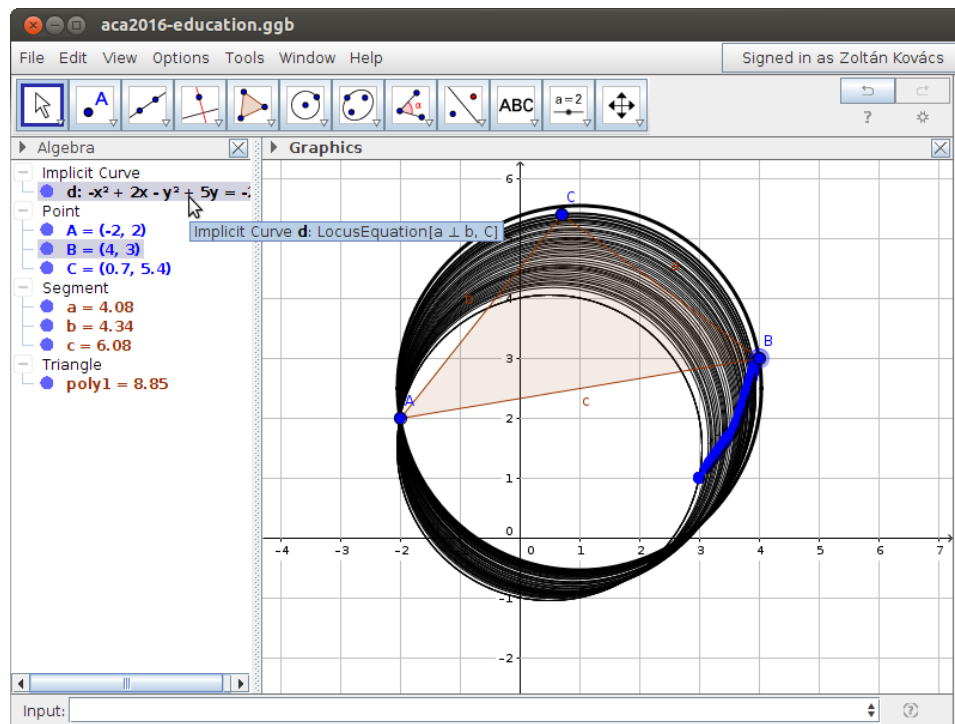 aca2016-education.ggb
File Edit View Options Tools Window Help
Signed in as Zoltán Kovács
A
α
ABC
a=2
?
Algebra
Graphics
Implicit Curve
d: -x² + 2x - y² + 5y = -2
Point
A = (-2, 2)
B = (4, 3)
C = (0.7, 5.4)
Segment
a = 4.08
b = 4.34
c = 6.08
Triangle
poly1 = 8.85
Implicit Curve d: LocusEquation[a ⊥ b, C]
C
a
b
B
A
c
6
4
3
2
1
0
-1
-2
-4 -3 -2 -1 0 1 2 3 4 5 6 7
Input:
?